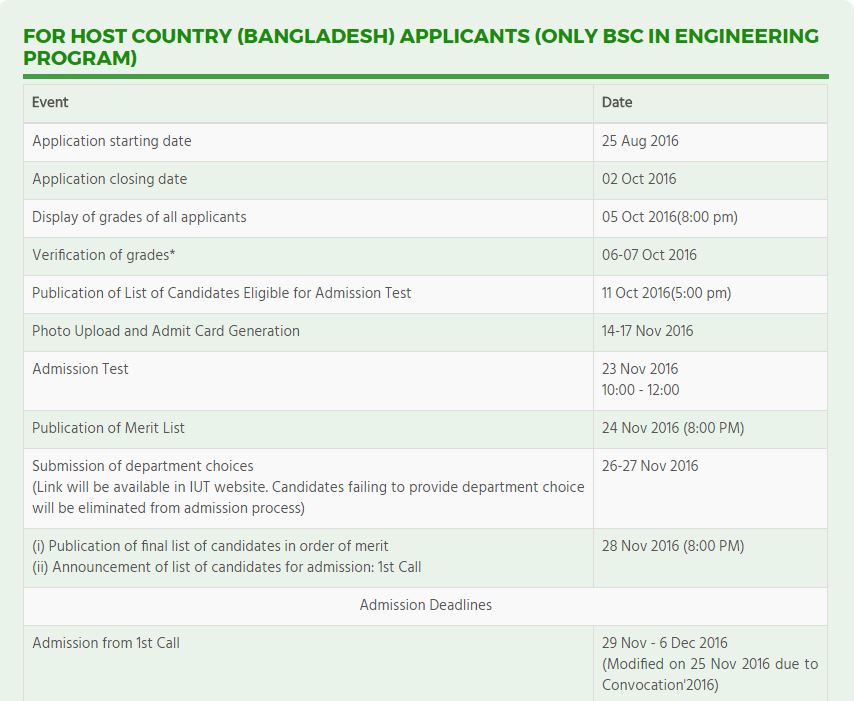 FOR HOST COUNTRY (BANGLADESH) APPLICANTS (ONLY BSC IN ENGINEERING
PROGRAM)
Event Date
Application starting date 25 Aug 2016
Application closing date 02 Oct 2016
Display of grades of all applicants 05 Oct 2016(8:00 pm)
Verification of grades* 06-07 Oct 2016
Publication of List of Candidates Eligible for Admission Test 11 Oct 2016(5:00 pm)
Photo Upload and Admit Card Generation 14-17 Nov 2016
Admission Test 23 Nov 2016
10:00 - 12:00
Publication of Merit List 24 Nov 2016 (8:00 PM)
Submission of department choices 26-27 Nov 2016
(Link will be available in IUT website. Candidates failing to provide department choice
will be eliminated from admission process)
(i) Publication of final list of candidates in order of merit 28 Nov 2016 (8:00 PM)
(ii) Announcement of list of candidates for admission: 1st Call
Admission Deadlines
Admission from 1st Call 29 Nov - 6 Dec 2016
(Modified on 25 Nov 2016 due to
Convocation'2016)